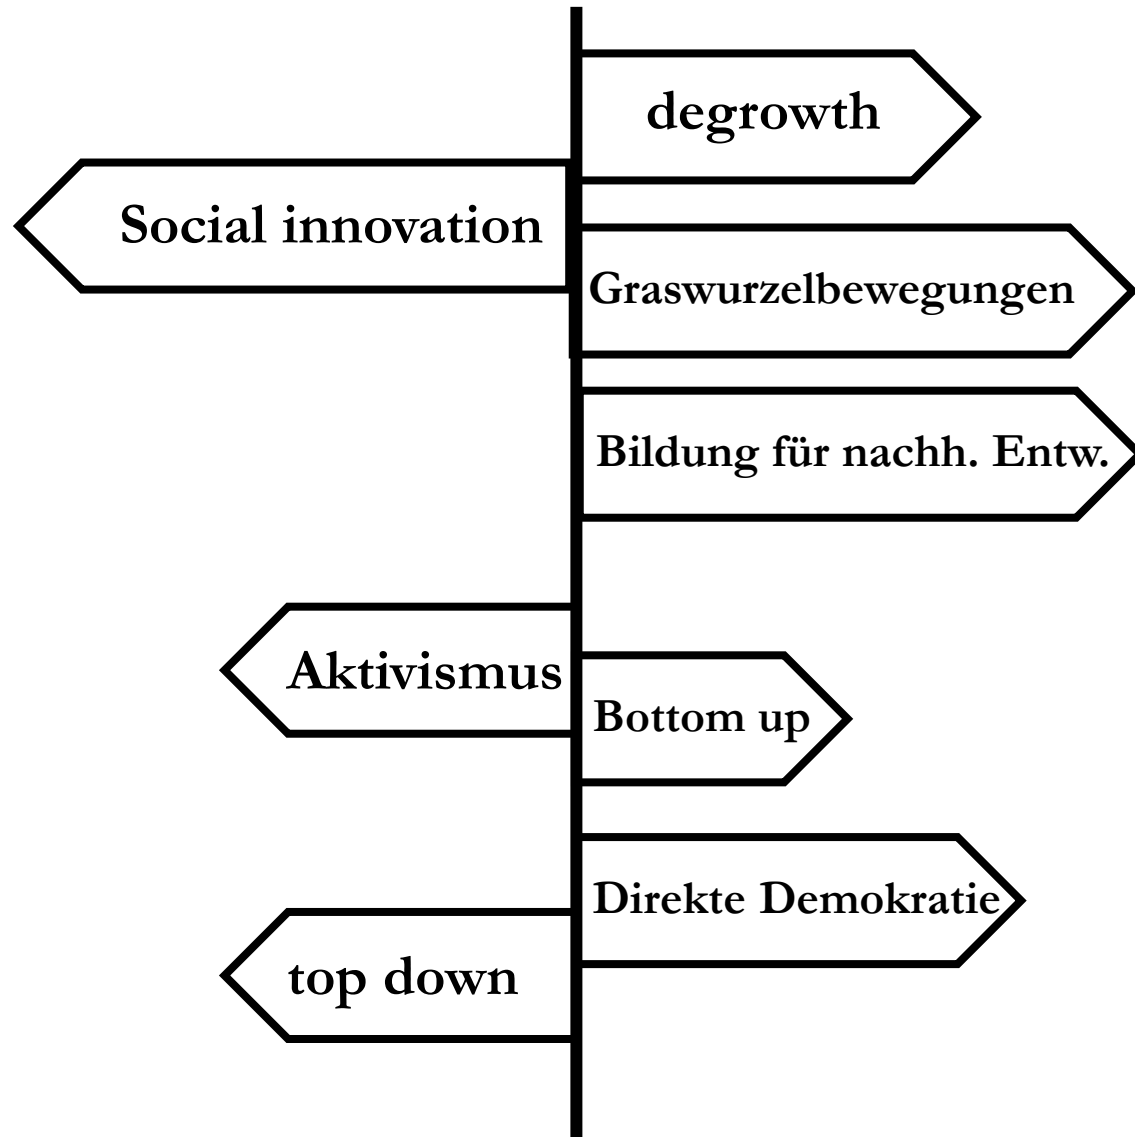 degrowth
Social innovation
Graswurzelbewegungen
Bildung für nachh. Entw.
Aktivismus
Bottom up
Direkte Demokratie
top down